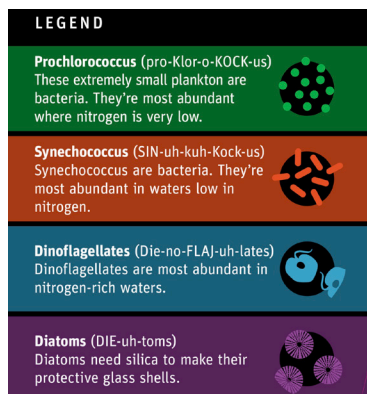 LEGEND
Prochlorococcus (pro-Klor-o-KOCK-us)
These extremely small plankton are
bacteria. They're most abundant
where nitrogen is very low.
Synechococcus (SIN-uh-kuh-Kock-us)
Synechococcus are bacteria. They're
most abundant in waters low in
nitrogen.
Dinoflagellates (Die-no-FLAJ-uh-lates)
Dinoflagellates are most abundant in
nitrogen-rich waters.
Diatoms (DIE-uh-toms)
Diatoms need silica to make their
protective glass shells.